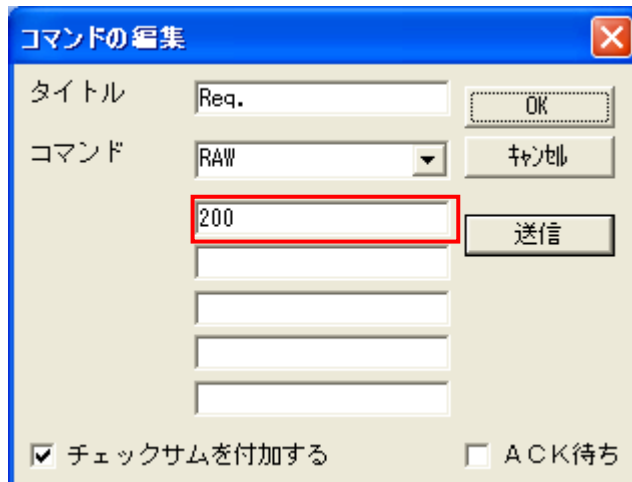 コマンドの編集
タイトル Req. OK
コマンド RAW ｷｬﾝｾﾙ
200 送信
チェックサムを付加する ＡＣＫ待ち